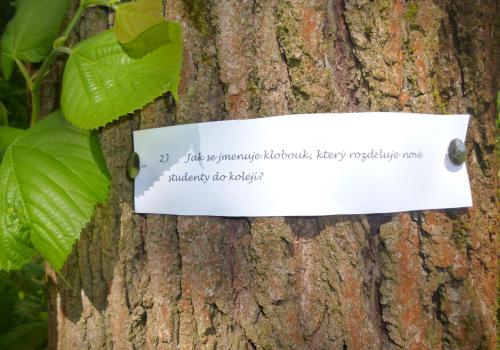 2) Jak se jmenuje klobouk, který rozděluje nové
studenty do kolejí?